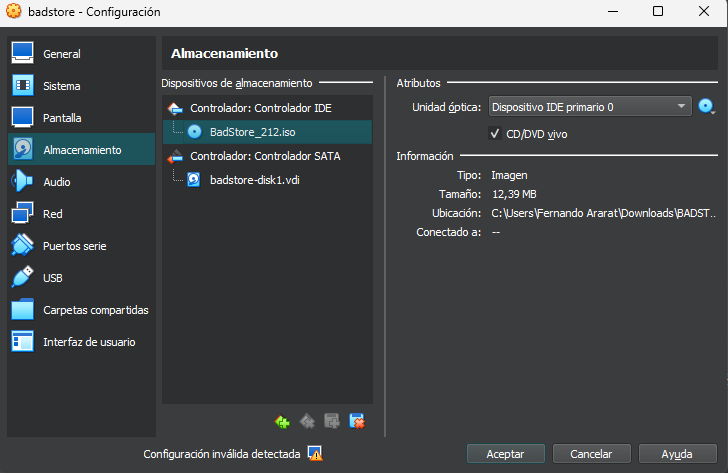 badstore - Configuración
General
Sistema
Pantalla
Almacenamiento
Audio
Red
Puertos serie
USB
Carpetas compartidas
Interfaz de usuario
Almacenamiento
Dispositivos de almacenamiento
Controlador: Controlador IDE
BadStore_212.iso
Controlador: Controlador SATA
badstore-disk1.vdi
Atributos
Unidad óptica: Dispositivo IDE primario 0
CD/DVD vivo
Información
Tipo: Imagen
Tamaño: 12,39 MB
Ubicación: C:\Users\Fernando Ararat\Downloads\BADST...
Conectado a: --
Configuración inválida detectada
Aceptar
Cancelar
Ayuda